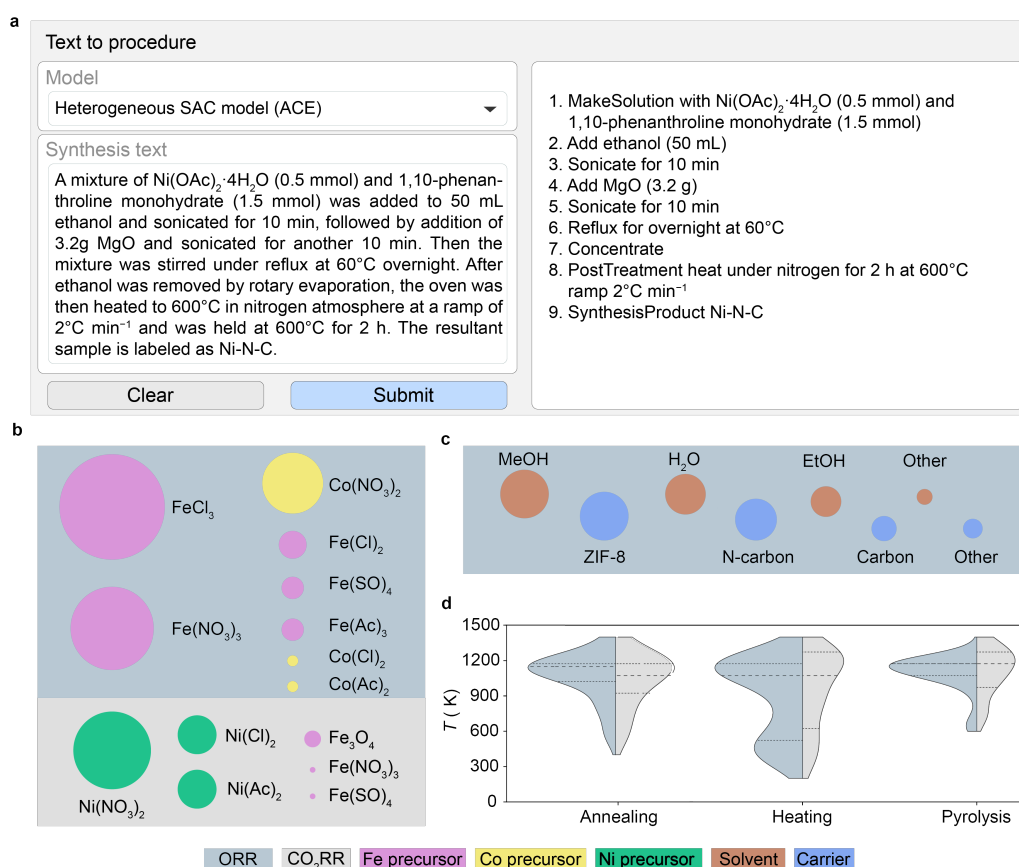 a
Text to procedure
Model
Heterogeneous SAC model (ACE)
Synthesis text
A mixture of Ni(OAc)₂·4H₂O (0.5 mmol) and 1,10-phenan-
throline monohydrate (1.5 mmol) was added to 50 mL
ethanol and sonicated for 10 min, followed by addition of
3.2g MgO and sonicated for another 10 min. Then the
mixture was stirred under reflux at 60°C overnight. After
ethanol was removed by rotary evaporation, the oven was
then heated to 600°C in nitrogen atmosphere at a ramp of
2°C min⁻¹ and was held at 600°C for 2 h. The resultant
sample is labeled as Ni-N-C.
Clear
Submit
1. MakeSolution with Ni(OAc)₂·4H₂O (0.5 mmol) and
1,10-phenanthroline monohydrate (1.5 mmol)
2. Add ethanol (50 mL)
3. Sonicate for 10 min
4. Add MgO (3.2 g)
5. Sonicate for 10 min
6. Reflux for overnight at 60°C
7. Concentrate
8. PostTreatment heat under nitrogen for 2 h at 600°C
ramp 2°C min⁻¹
9. SynthesisProduct Ni-N-C
b
FeCl₃
Co(NO₃)₂
Fe(Cl)₂
Fe(SO)₄
Fe(NO₃)₃
Fe(Ac)₃
Co(Cl)₂
Co(Ac)₂
Ni(NO₃)₂
Ni(Cl)₂
Ni(Ac)₂
Fe₃O₄
Fe(NO₃)₃
Fe(SO)₄
c
MeOH
H₂O
EtOH
Other
ZIF-8
N-carbon
Carbon
Other
d
T ( K)
1500
1200
900
600
300
0
Annealing
Heating
Pyrolysis
ORR
CO₂RR
Fe precursor
Co precursor
Ni precursor
Solvent
Carrier